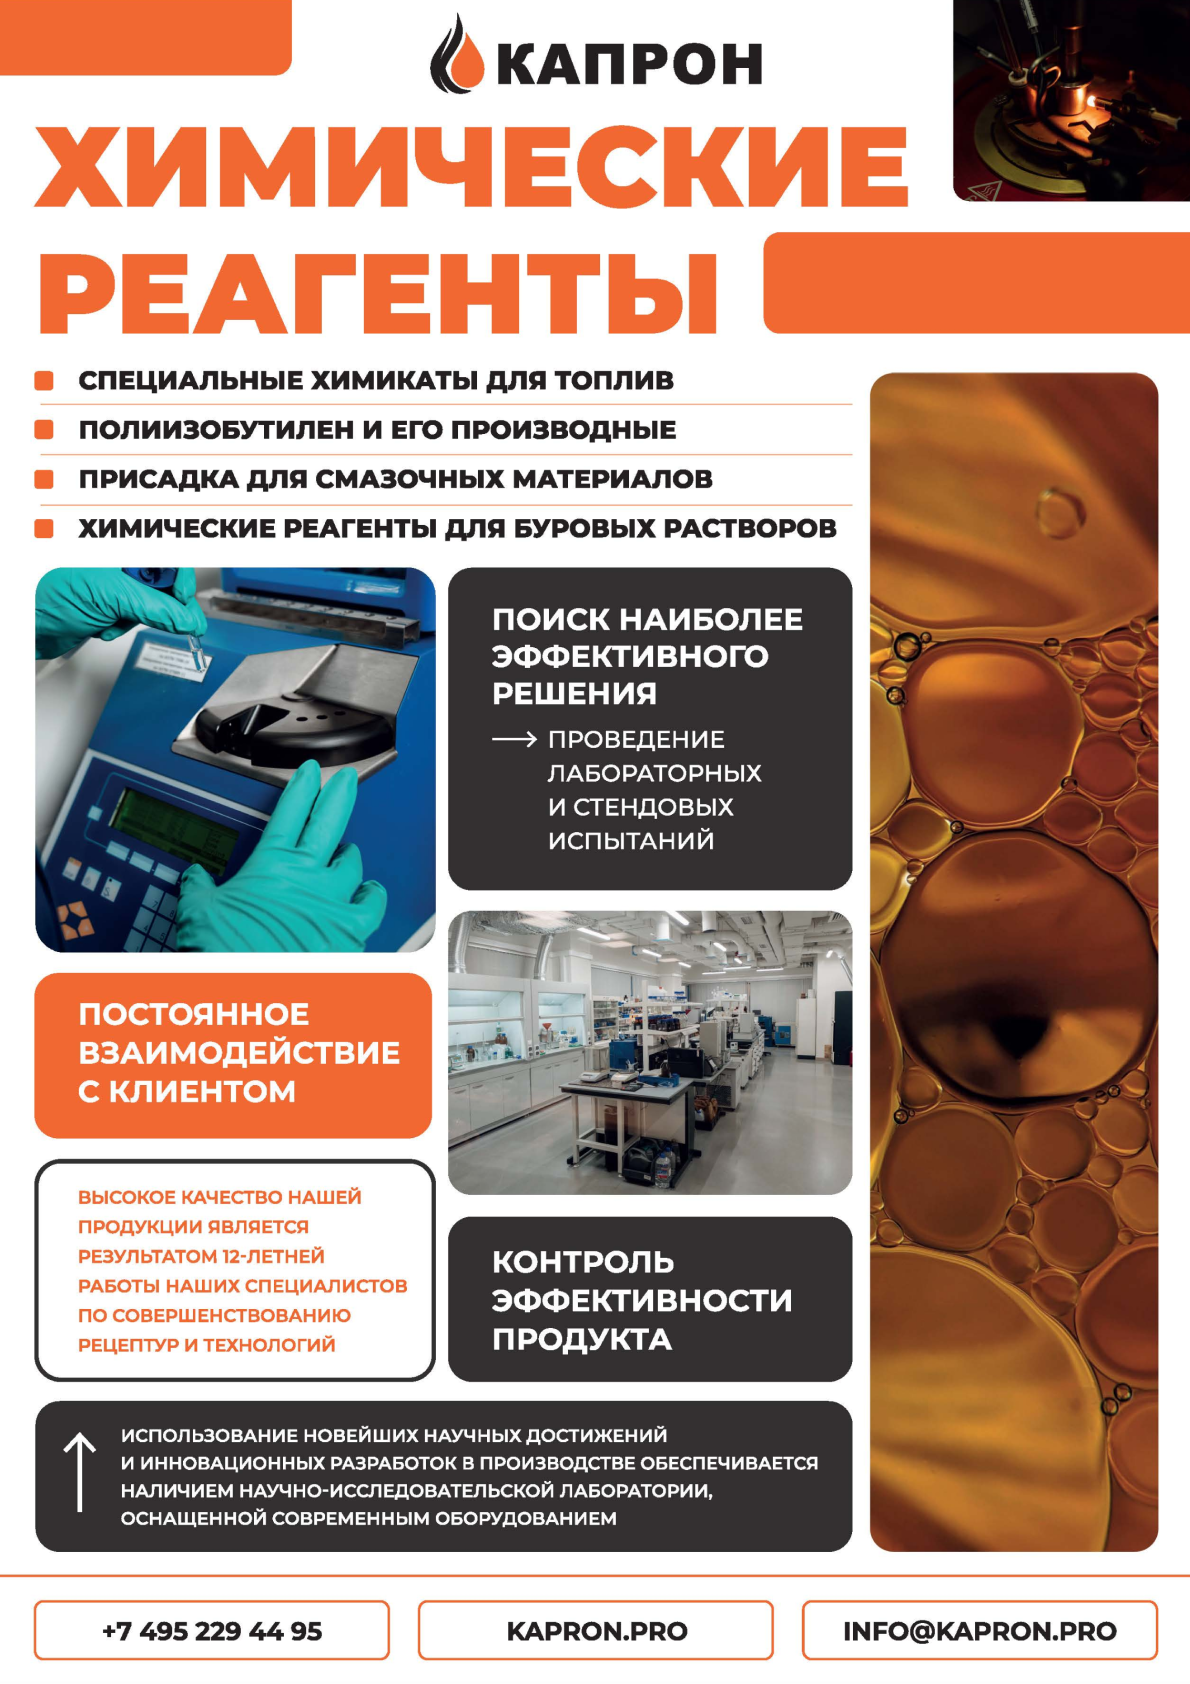 КАПРОН
ХИМИЧЕСКИЕ
РЕАГЕНТЫ
СПЕЦИАЛЬНЫЕ ХИМИКАТЫ ДЛЯ ТОПЛИВ
ПОЛИИЗОБУТИЛЕН И ЕГО ПРОИЗВОДНЫЕ
ПРИСАДКА ДЛЯ СМАЗОЧНЫХ МАТЕРИАЛОВ
ХИМИЧЕСКИЕ РЕАГЕНТЫ ДЛЯ БУРОВЫХ РАСТВОРОВ
ПОИСК НАИБОЛЕЕ
ЭФФЕКТИВНОГО
РЕШЕНИЯ
ПРОВЕДЕНИЕ
ЛАБОРАТОРНЫХ
И СТЕНДОВЫХ
ИСПЫТАНИЙ
ПОСТОЯННОЕ
ВЗАИМОДЕЙСТВИЕ
С КЛИЕНТОМ
ВЫСОКОЕ КАЧЕСТВО НАШЕЙ
ПРОДУКЦИИ ЯВЛЯЕТСЯ
РЕЗУЛЬТАТОМ 12-ЛЕТНЕЙ
РАБОТЫ НАШИХ СПЕЦИАЛИСТОВ
ПО СОВЕРШЕНСТВОВАНИЮ
РЕЦЕПТУР И ТЕХНОЛОГИЙ
КОНТРОЛЬ
ЭФФЕКТИВНОСТИ
ПРОДУКТА
ИСПОЛЬЗОВАНИЕ НОВЕЙШИХ НАУЧНЫХ ДОСТИЖЕНИЙ
И ИННОВАЦИОННЫХ РАЗРАБОТОК В ПРОИЗВОДСТВЕ ОБЕСПЕЧИВАЕТСЯ
НАЛИЧИЕМ НАУЧНО-ИССЛЕДОВАТЕЛЬСКОЙ ЛАБОРАТОРИИ,
ОСНАЩЕННОЙ СОВРЕМЕННЫМ ОБОРУДОВАНИЕМ
+7 495 229 44 95
KAPRON.PRO
INFO@KAPRON.PRO